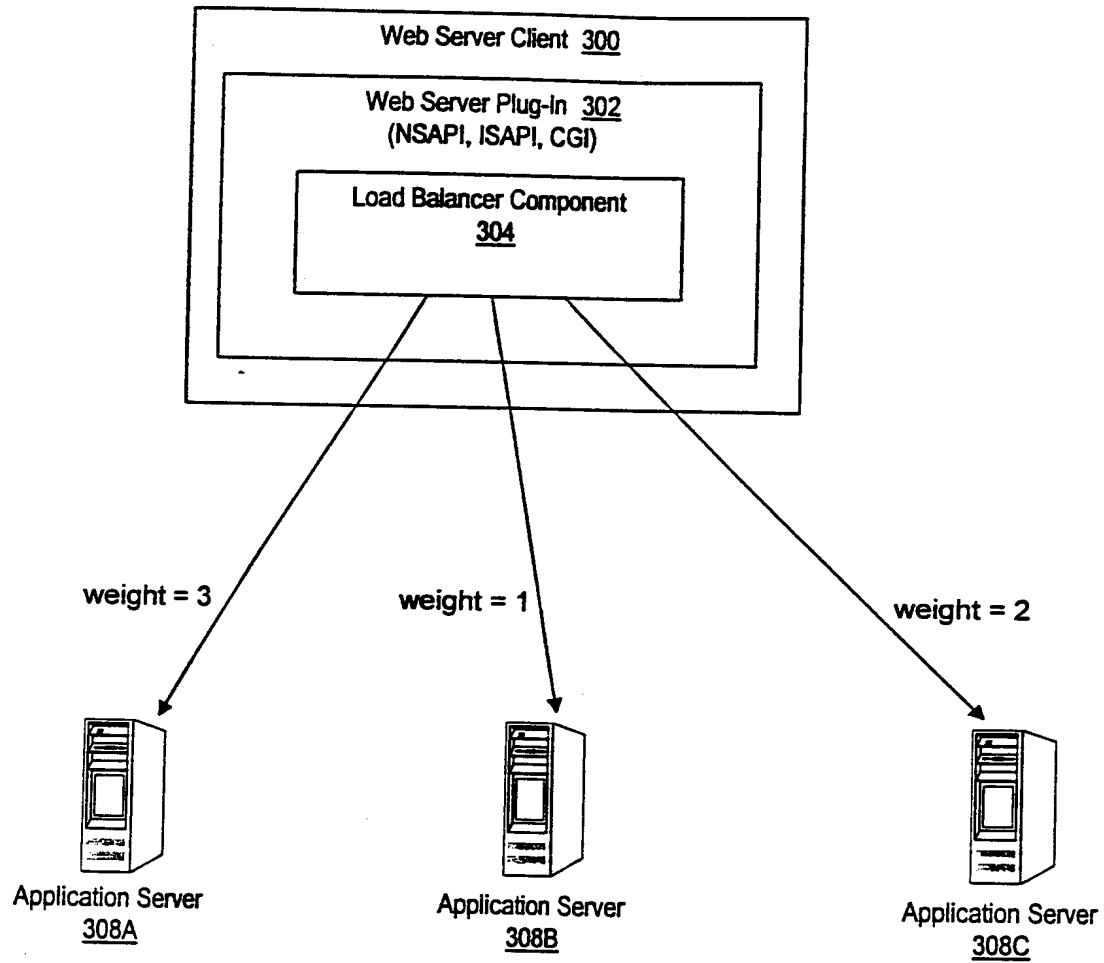 Web Server Client 300
Web Server Plug-in 302
(NSAPI, ISAPI, CGI)
Load Balancer Component
304
weight = 3
weight = 1
weight = 2
Application Server
308A
Application Server
308B
Application Server
308C